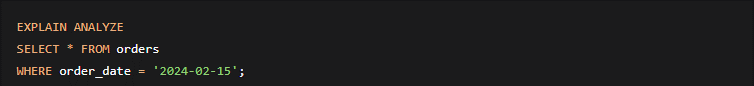 EXPLAIN ANALYZE
SELECT * FROM orders
WHERE order_date = '2024-02-15';